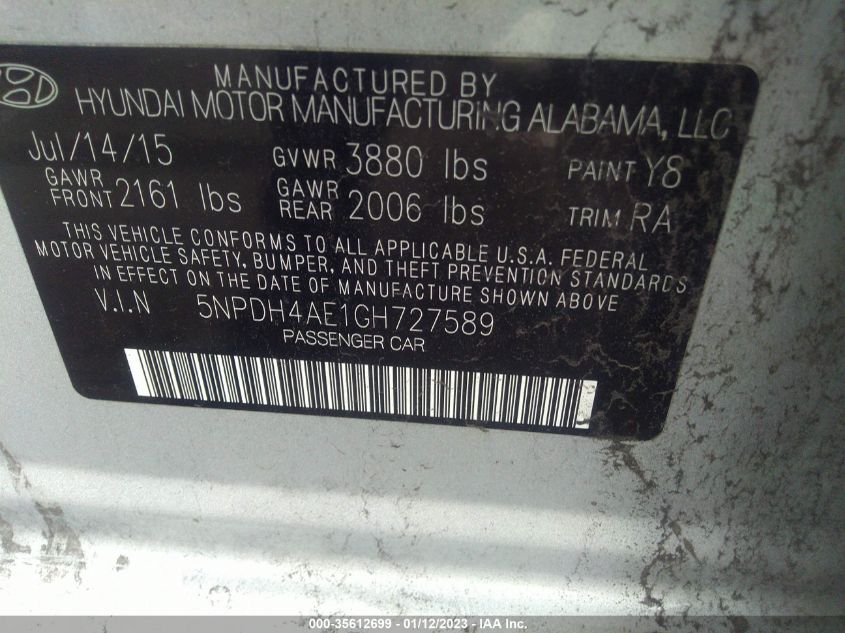 MANUFACTURED BY
HYUNDAI MOTOR MANUFACTURING ALABAMA, LLC
Jul/14/15 GVWR 3880 lbs PAINT Y8
GAWR FRONT 2161 lbs GAWR REAR 2006 lbs TRIM RA
THIS VEHICLE CONFORMS TO ALL APPLICABLE U.S.A. FEDERAL
MOTOR VEHICLE SAFETY, BUMPER, AND THEFT PREVENTION STANDARDS
IN EFFECT ON THE DATE OF MANUFACTURE SHOWN ABOVE
V.I.N 5NPDH4AE1GH727589
PASSENGER CAR
000-35612699 - 01/12/2023 - © IAA Inc.